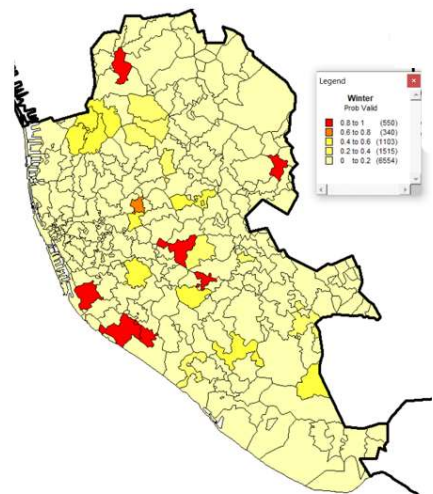 Legend
Winter
Prob Valid
0.8 to 1 (550)
0.6 to 0.8 (340)
0.4 to 0.6 (1103)
0.2 to 0.4 (1515)
0 to 0.2 (6554)